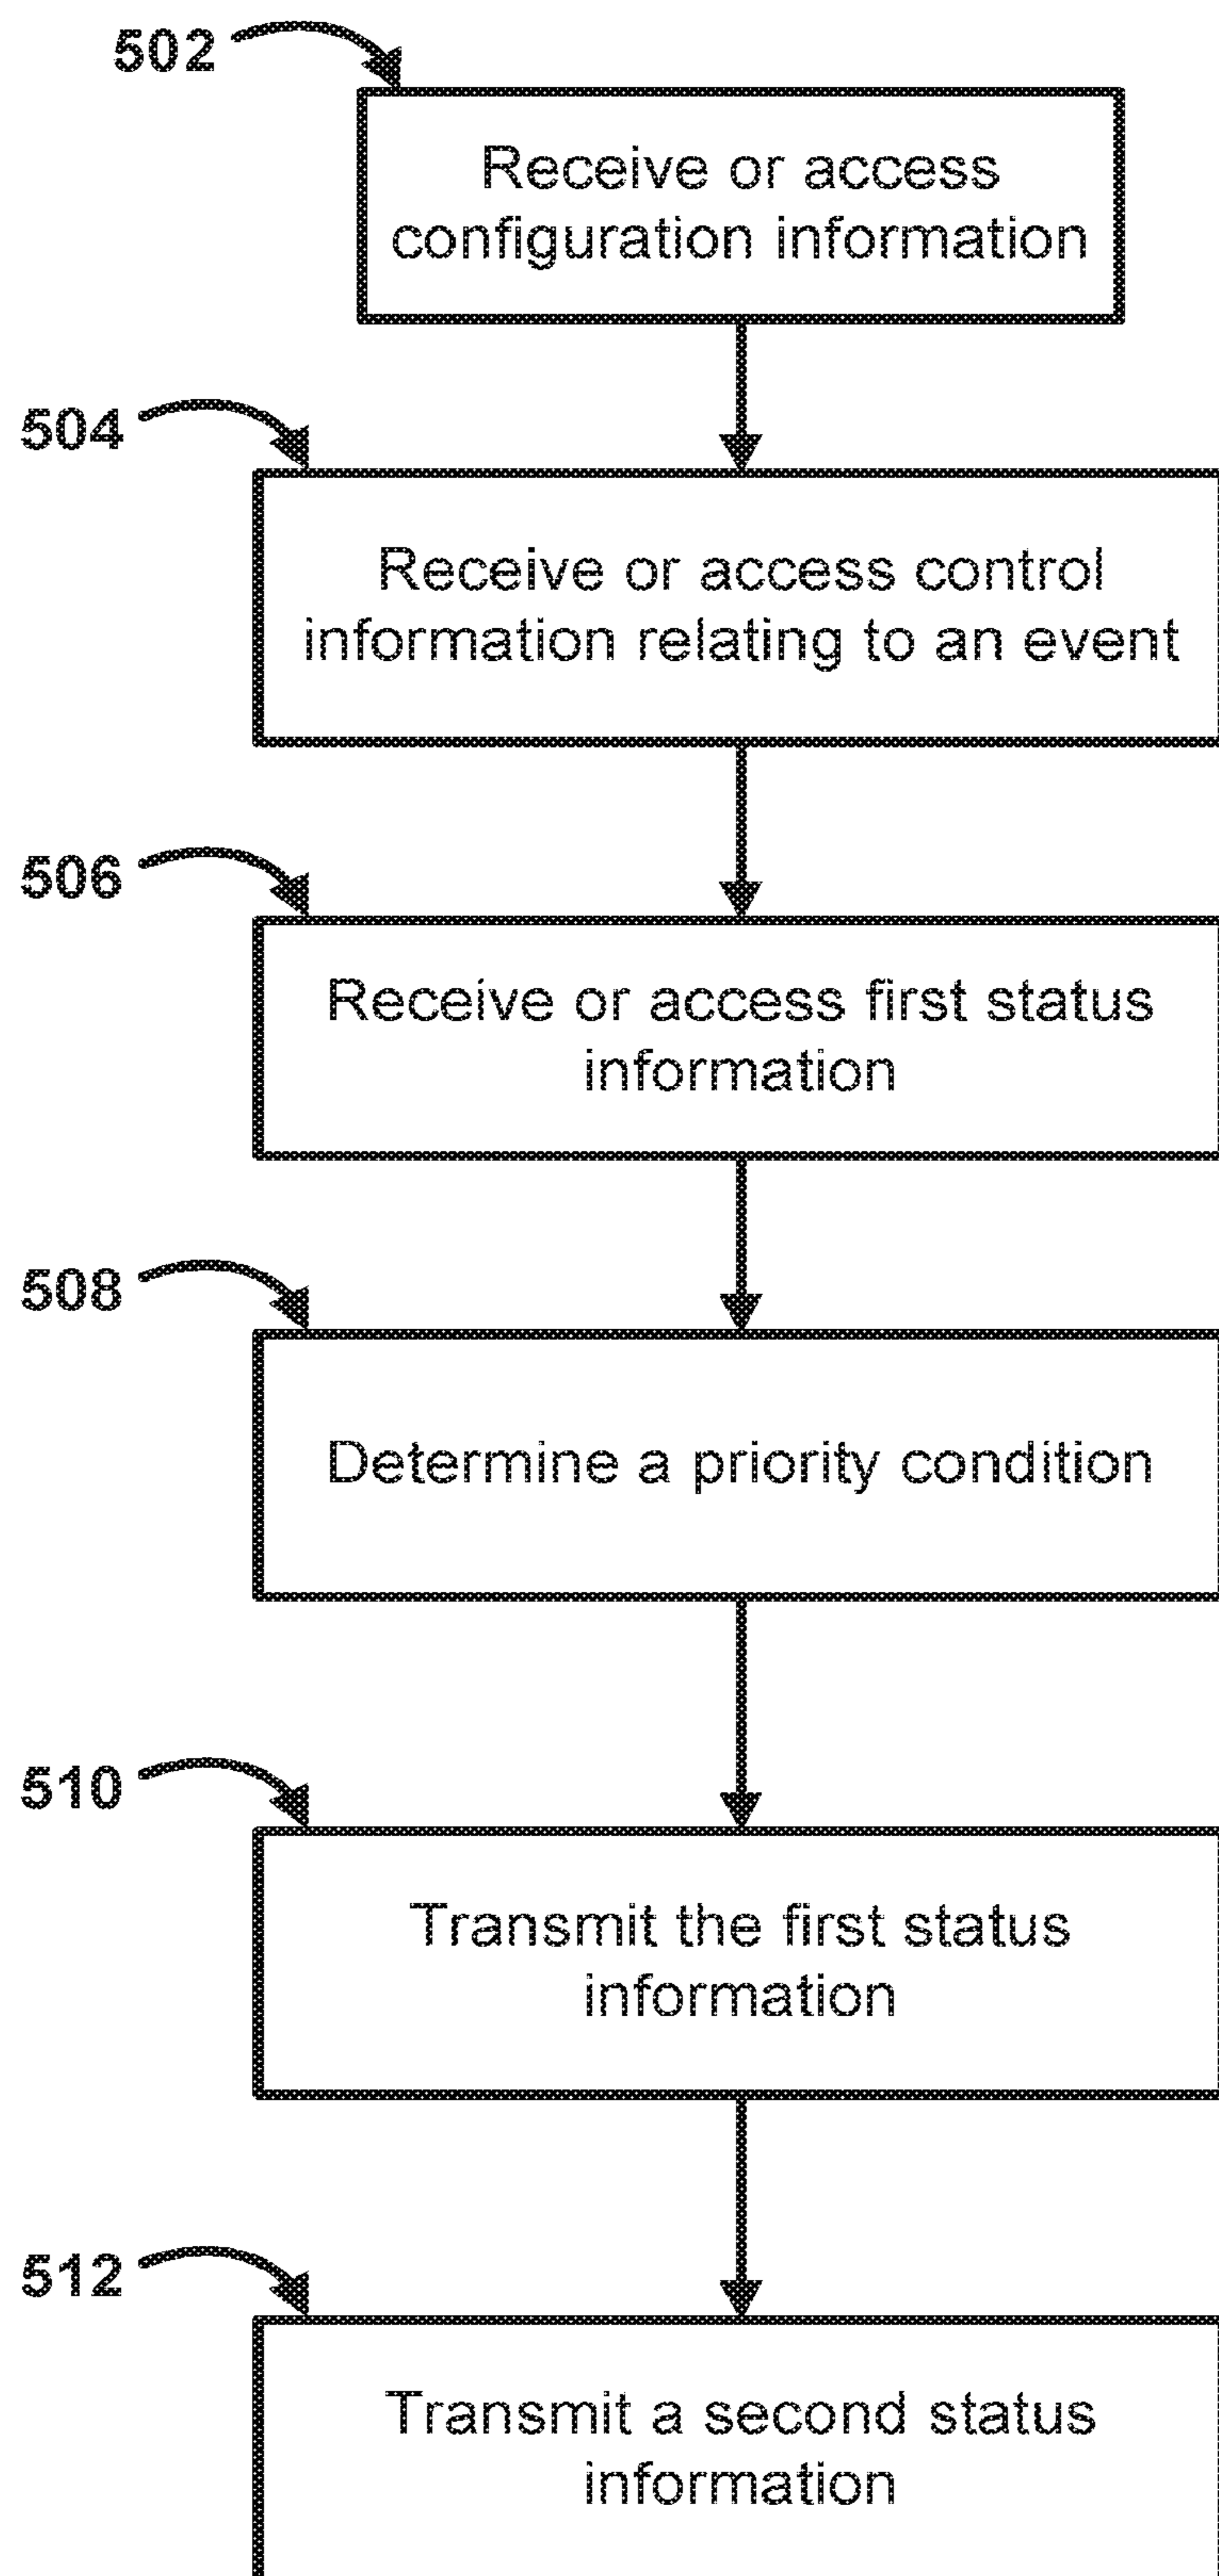 502
Receive or access
configuration information
504
Receive or access control
information relating to an event
506
Receive or access first status
information
508
Determine a priority condition
510
Transmit the first status
information
512
Transmit a second status
information